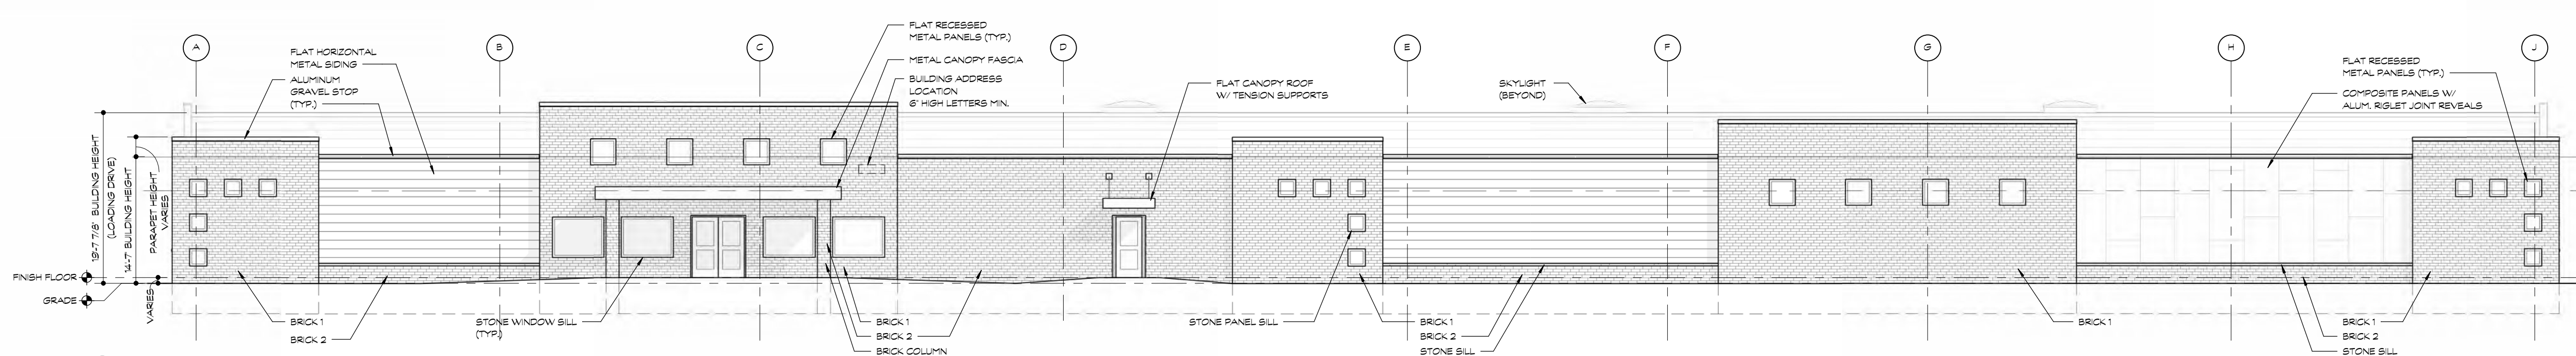 A
B
C
D
E
F
G
H
J
FLAT HORIZONTAL
METAL SIDING
ALUMINUM
GRAVEL STOP
(TYP.)
FLAT RECESSED
METAL PANELS (TYP.)
METAL CANOPY FASCIA
BUILDING ADDRESS
LOCATION
6" HIGH LETTERS MIN.
FLAT CANOPY ROOF
W/ TENSION SUPPORTS
SKYLIGHT
(BEYOND)
FLAT RECESSED
METAL PANELS (TYP.)
COMPOSITE PANELS W/
ALUM. RIGLET JOINT REVEALS
19'-7 7/8" BUILDING HEIGHT
(LOADING DRIVE)
14'-7 BUILDING HEIGHT
PARAPET HEIGHT
VARIES
FINISH FLOOR
GRADE
VARIES
BRICK 1
BRICK 2
STONE WINDOW SILL
(TYP.)
BRICK 1
BRICK 2
BRICK COLUMN
STONE PANEL SILL
BRICK 1
BRICK 2
STONE SILL
BRICK 1
BRICK 1
BRICK 2
STONE SILL